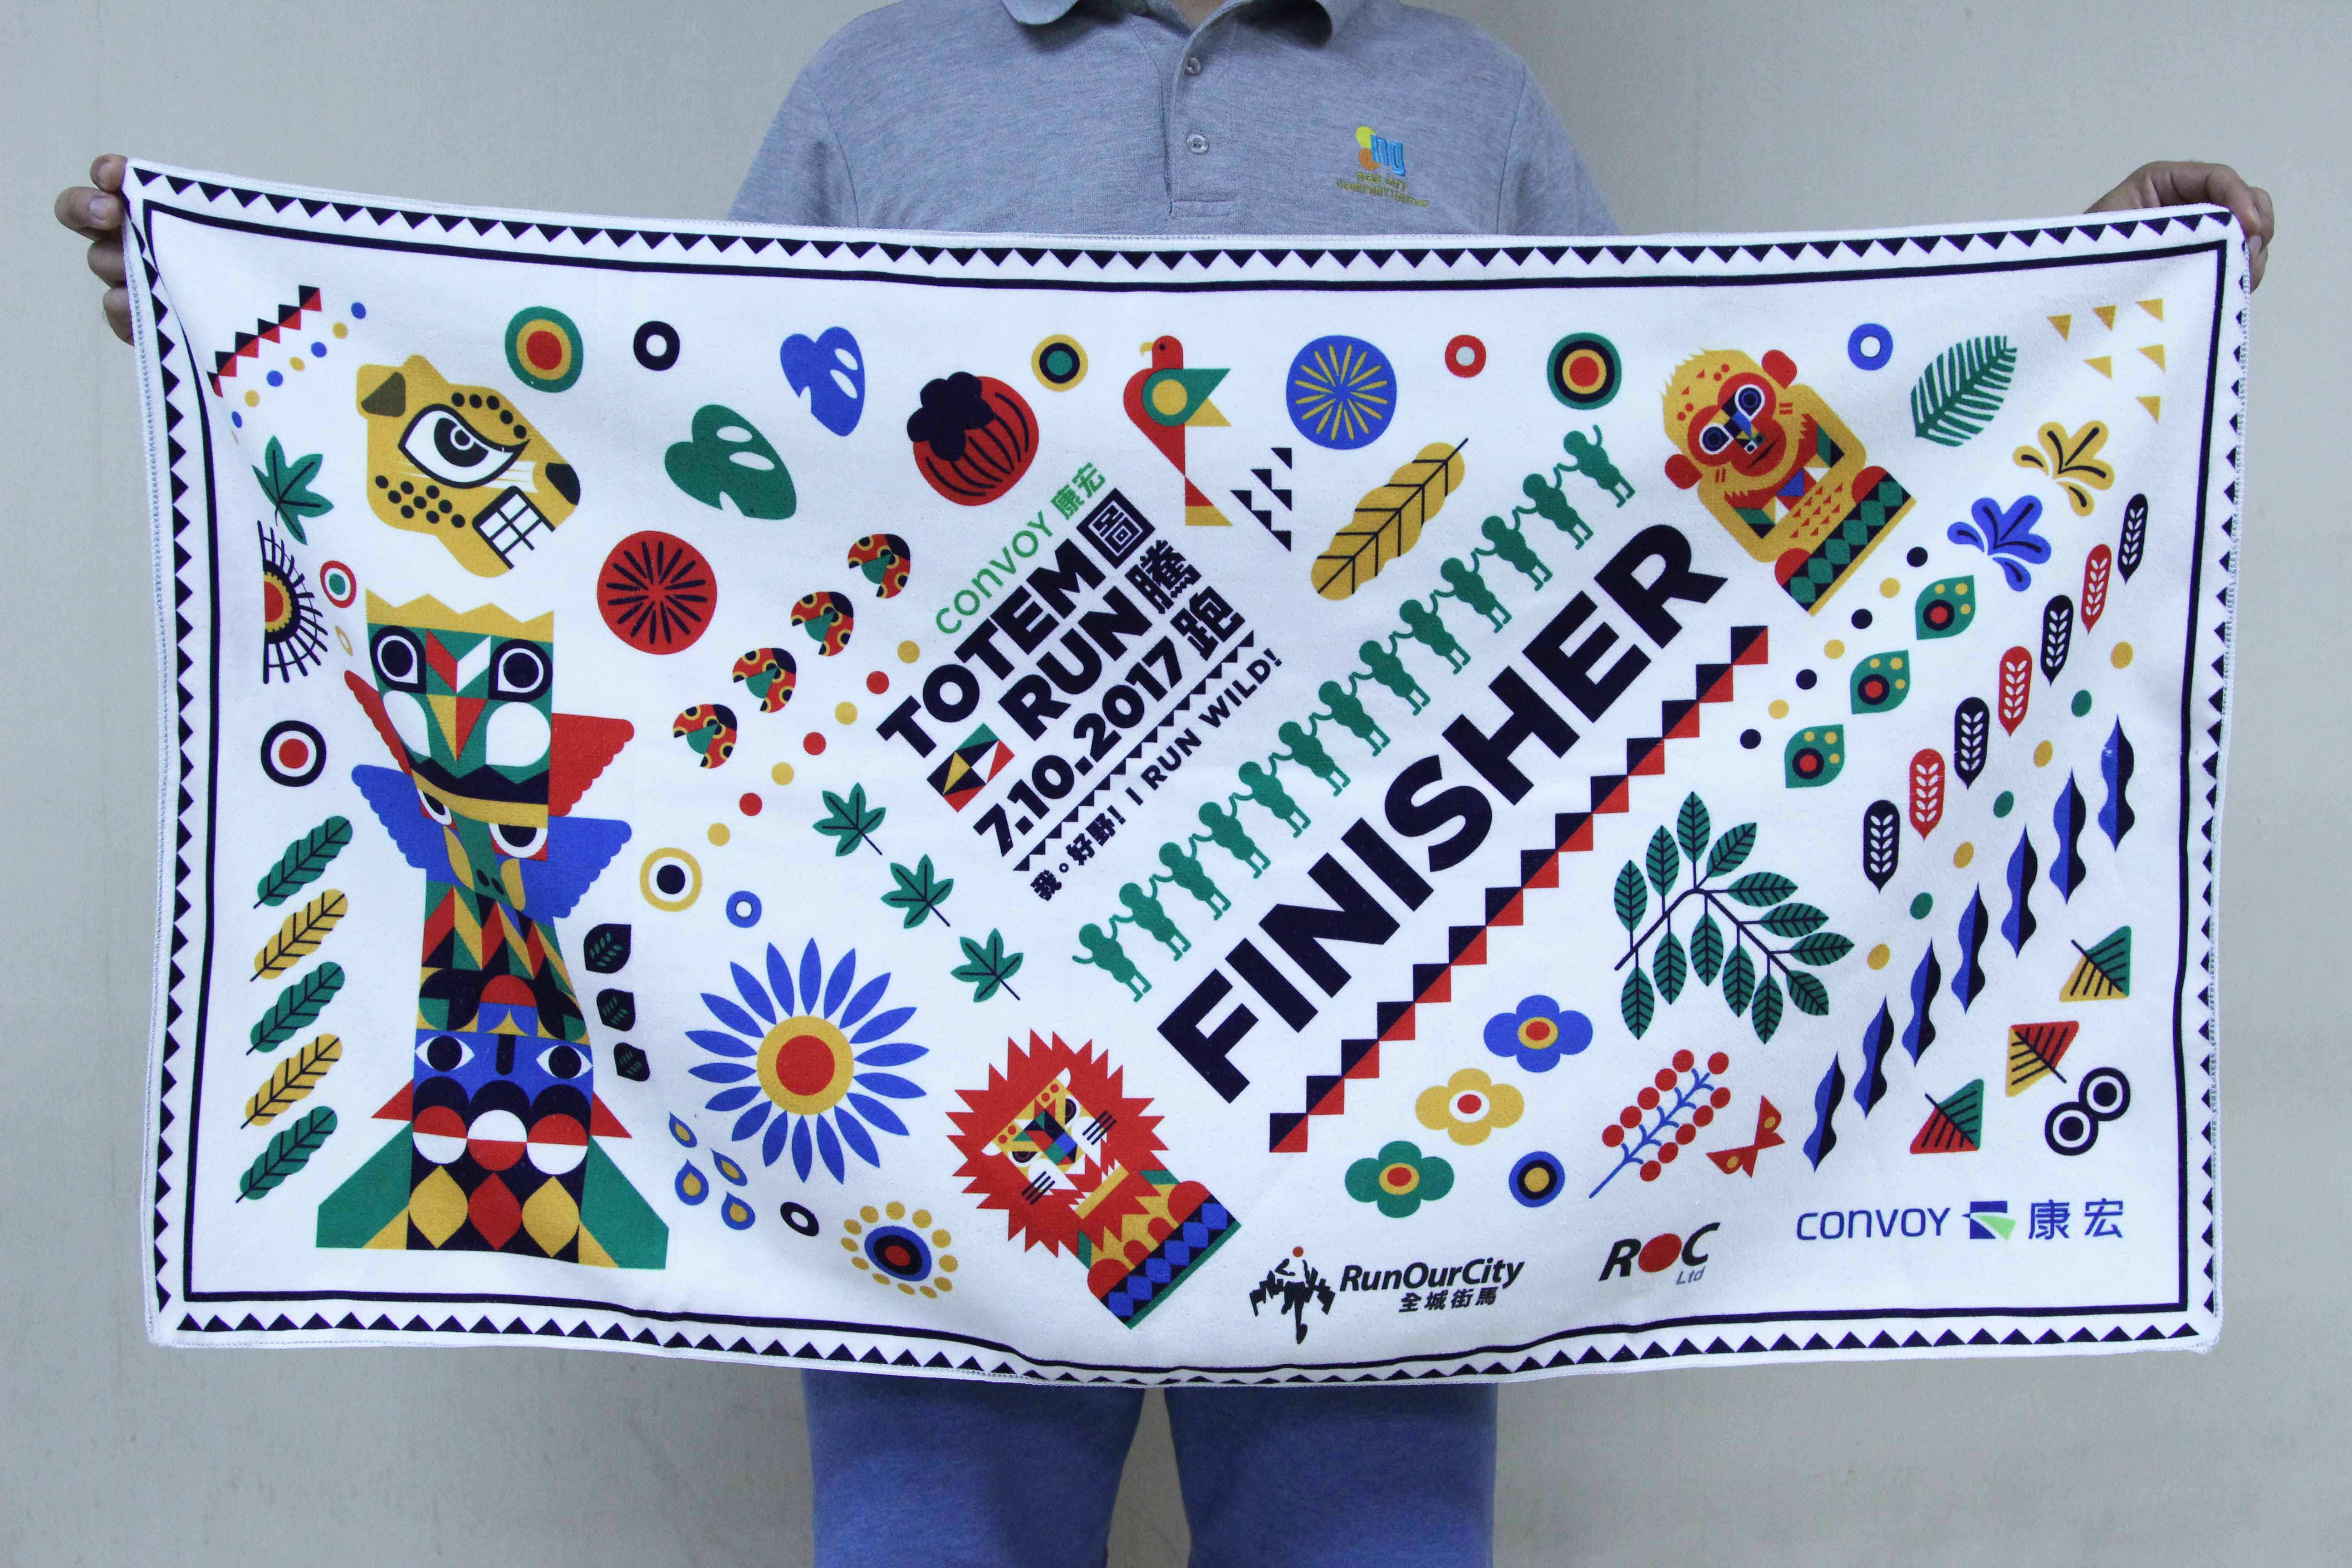 CONVOY 康宏
TOTEM 圖
RUN 騰
7.10.2017 跑
我。好野! I RUN WILD!
FINISHER
RunOurCity
全城街馬
ROC
Ltd
CONVOY 康宏